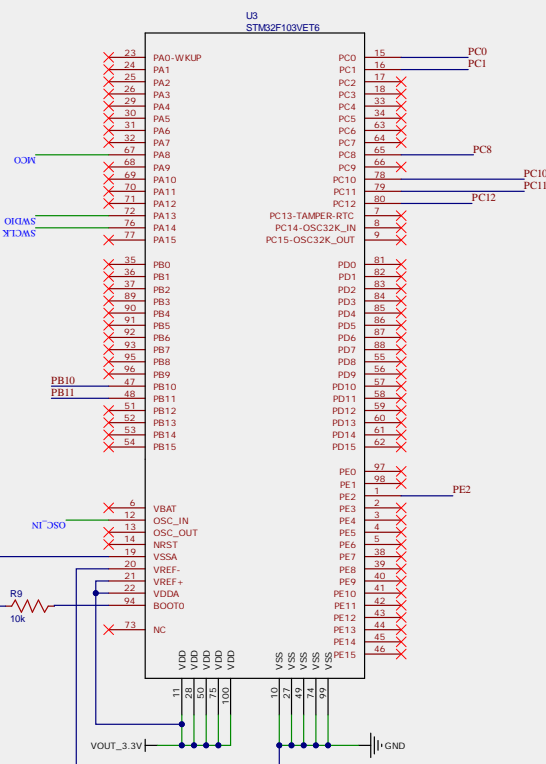 U3
STM32F103VET6
23 PA0-WKUP
24 PA1
25 PA2
26 PA3
29 PA4
30 PA5
31 PA6
32 PA7
MCO 67 PA8
68 PA9
69 PA10
70 PA11
71 PA12
SWDIO 72 PA13
SWCLK 76 PA14
77 PA15
35 PB0
36 PB1
37 PB2
89 PB3
90 PB4
91 PB5
92 PB6
93 PB7
95 PB8
96 PB9
PB10 47 PB10
PB11 48 PB11
51 PB12
52 PB13
53 PB14
54 PB15
6 VBAT
OSC_IN 12 OSC_IN
13 OSC_OUT
14 NRST
19 VSSA
20 VREF-
21 VREF+
22 VDDA
R9
10k
94 BOOT0
73 NC
PC0 15 PC0
PC1 16 PC1
PC2 17
PC3 18
PC4 33
PC5 34
PC6 63
PC7 64
PC8 65 PC8
PC9 66
PC10 78 PC10
PC11 79 PC11
PC12 80 PC12
PC13-TAMPER-RTC 7
PC14-OSC32K_IN 8
PC15-OSC32K_OUT 9
PD0 81
PD1 82
PD2 83
PD3 84
PD4 85
PD5 86
PD6 87
PD7 88
PD8 55
PD9 56
PD10 57
PD11 58
PD12 59
PD13 60
PD14 61
PD15 62
PE0 97
PE1 98
PE2 1 PE2
PE3 2
PE4 3
PE5 4
PE6 5
PE7 38
PE8 39
PE9 40
PE10 41
PE11 42
PE12 43
PE13 44
PE14 45
PE15 46
VDD VDD VDD VDD VDD
11 28 50 75 100
VSS VSS VSS VSS VSS
10 27 49 74 99
VOUT_3.3V
GND